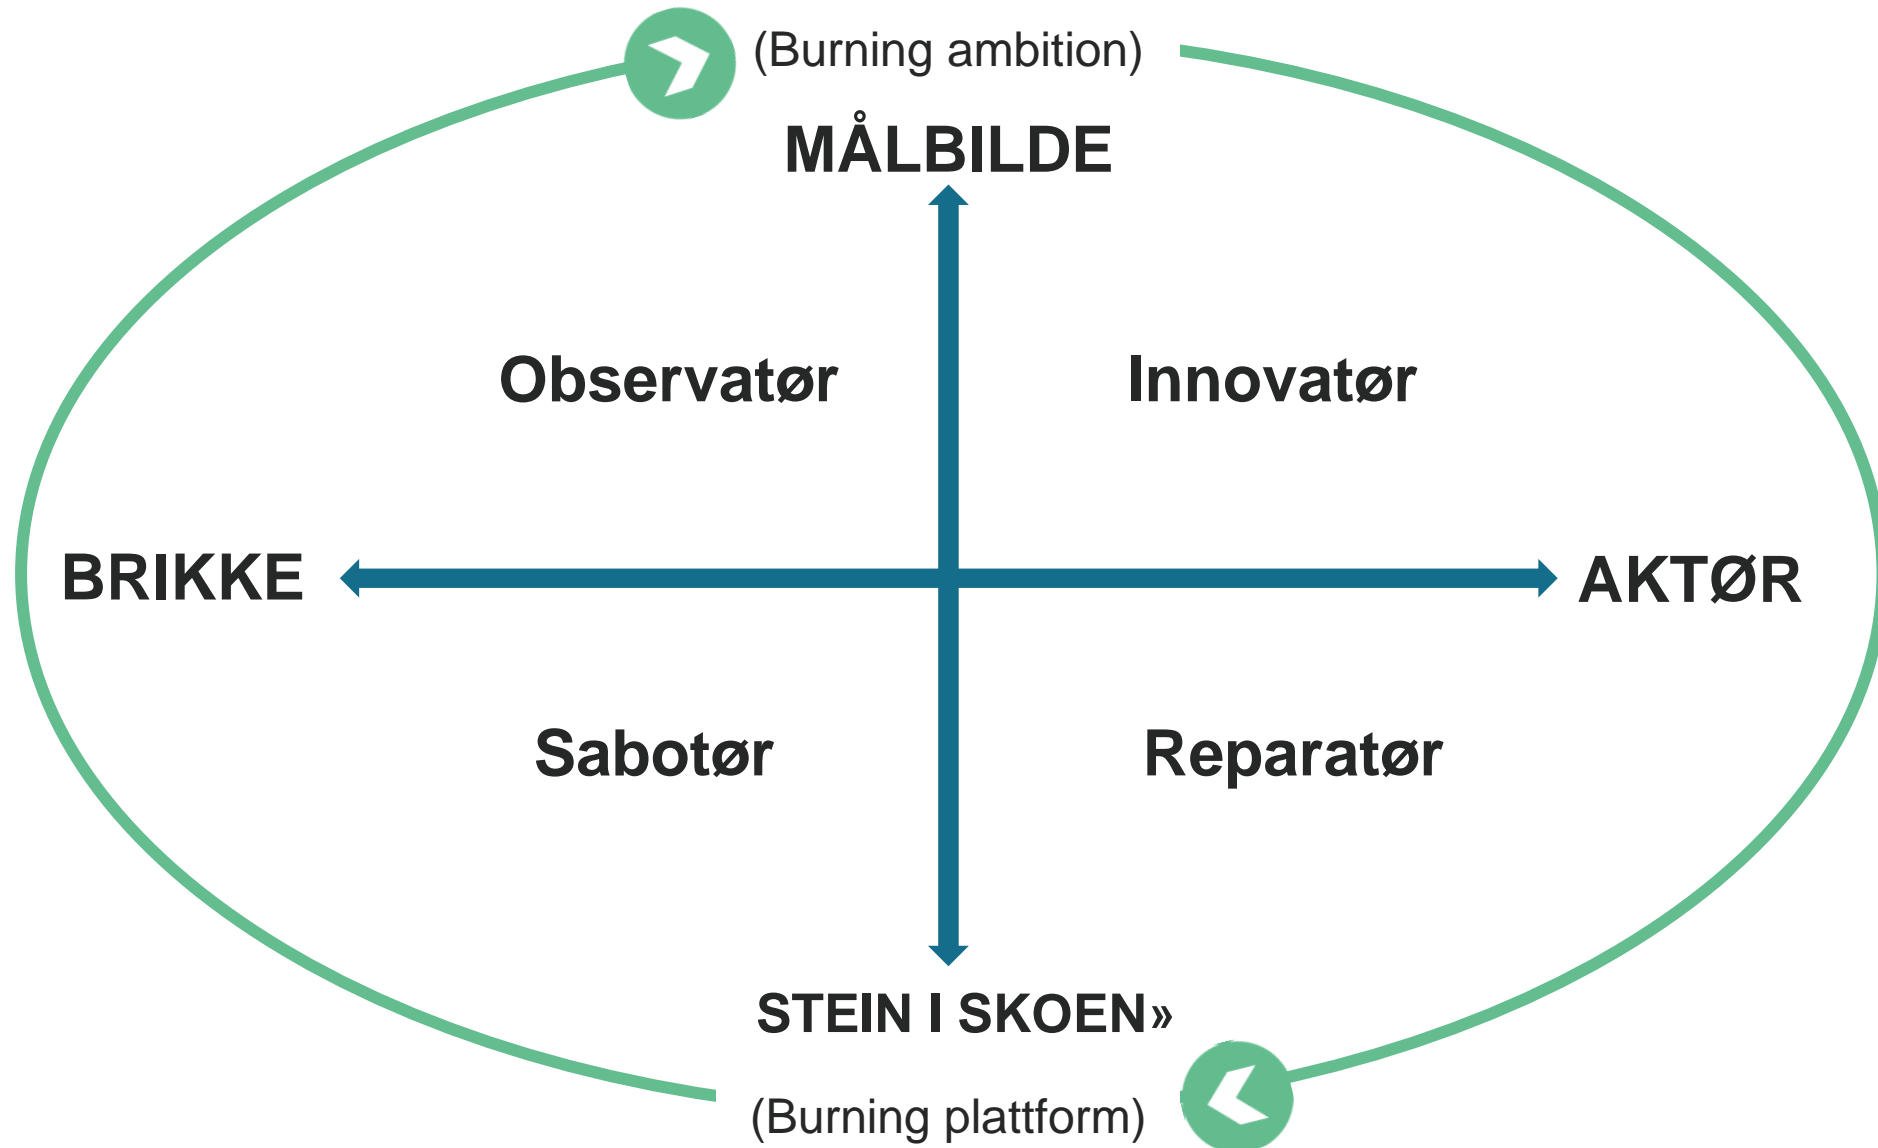 (Burning ambition)
MÅLBILDE
Observatør
Innovatør
BRIKKE
AKTØR
Sabotør
Reparatør
STEIN I SKOEN»
(Burning plattform)